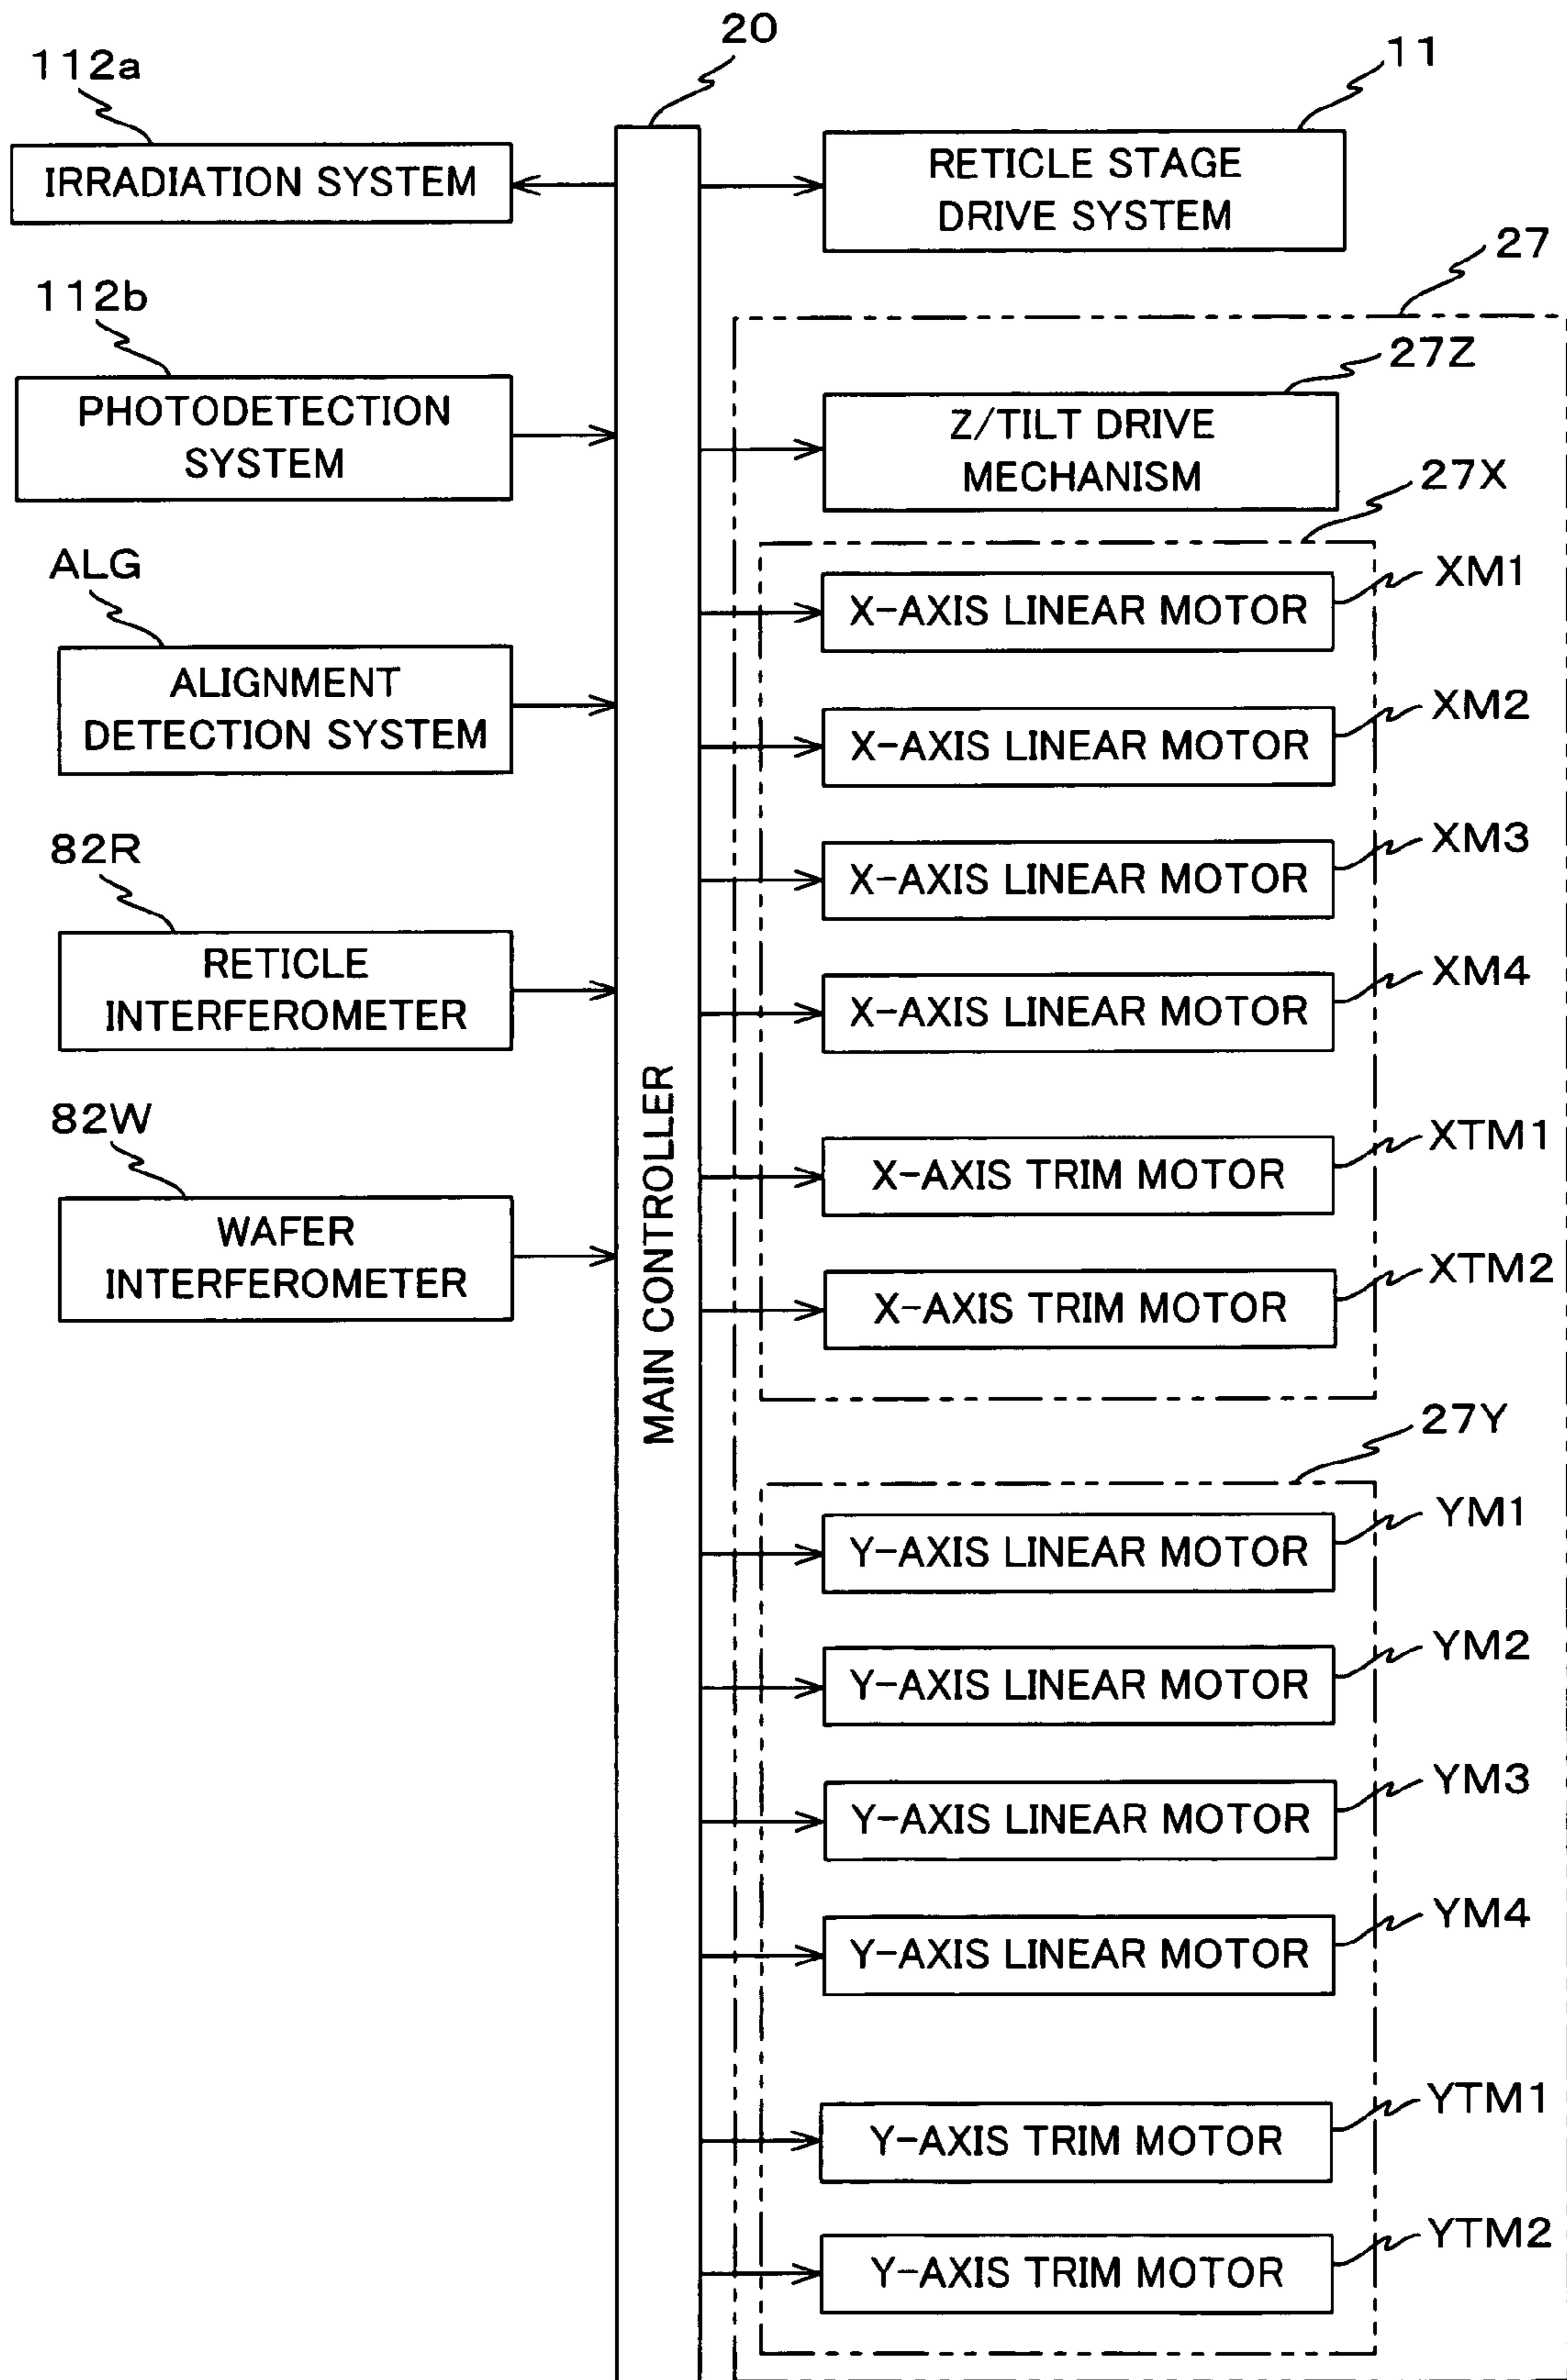 20
11
112a
IRRADIATION SYSTEM
RETICLE STAGE
DRIVE SYSTEM
27
112b
PHOTODETECTION
SYSTEM
27Z
Z/TILT DRIVE
MECHANISM
27X
ALG
ALIGNMENT
DETECTION SYSTEM
XM1
X-AXIS LINEAR MOTOR
XM2
X-AXIS LINEAR MOTOR
82R
RETICLE
INTERFEROMETER
XM3
X-AXIS LINEAR MOTOR
XM4
X-AXIS LINEAR MOTOR
82W
WAFER
INTERFEROMETER
MAIN CONTROLLER
XTM1
X-AXIS TRIM MOTOR
XTM2
X-AXIS TRIM MOTOR
27Y
YM1
Y-AXIS LINEAR MOTOR
YM2
Y-AXIS LINEAR MOTOR
YM3
Y-AXIS LINEAR MOTOR
YM4
Y-AXIS LINEAR MOTOR
YTM1
Y-AXIS TRIM MOTOR
YTM2
Y-AXIS TRIM MOTOR